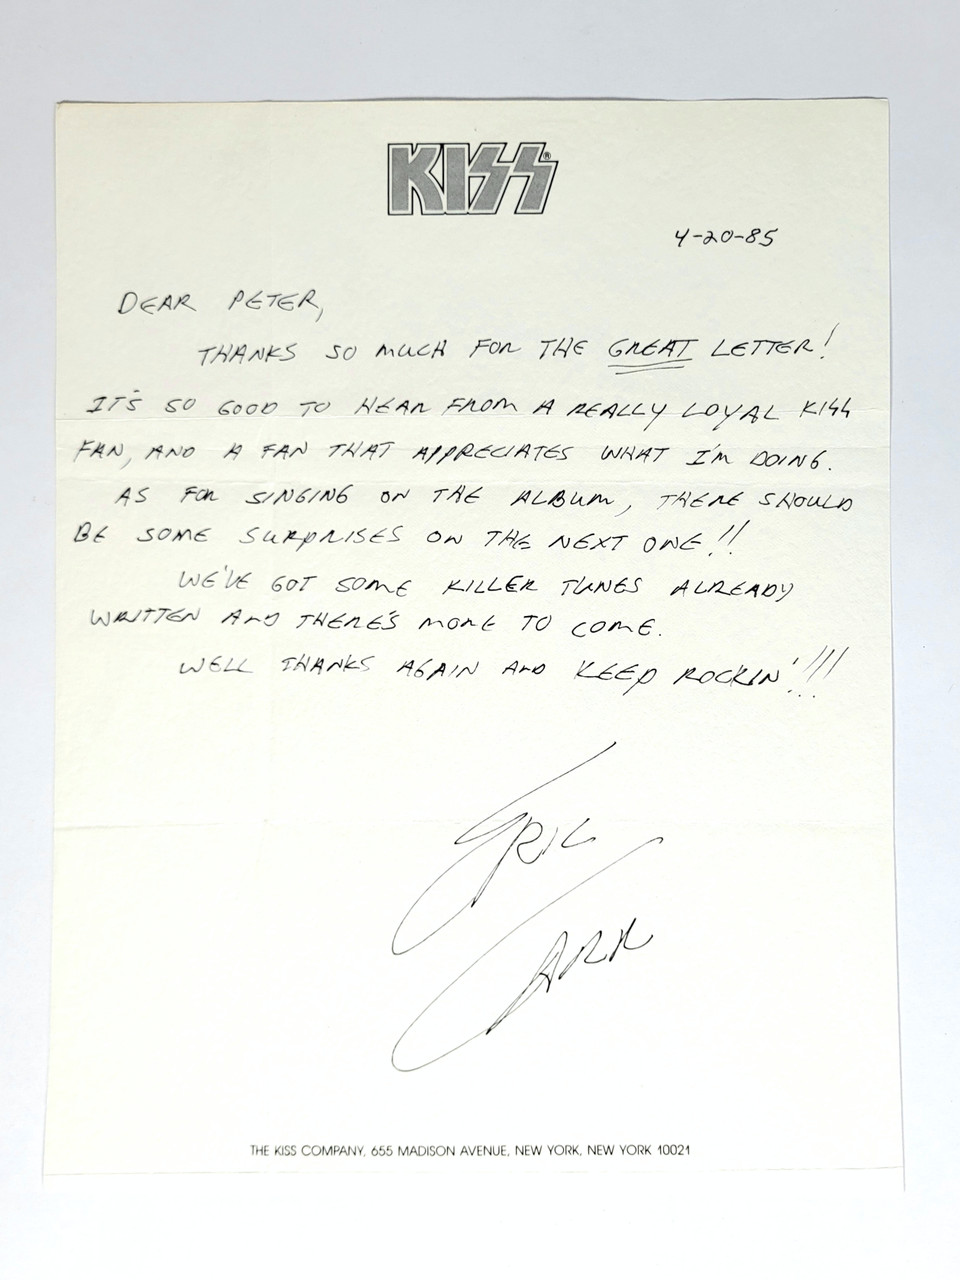 KISS®
4-20-85
DEAR PETER,
THANKS SO MUCH FOR THE GREAT LETTER!
IT'S SO GOOD TO HEAR FROM A REALLY LOYAL KISS
FAN, AND A FAN THAT APPRECIATES WHAT I'M DOING.
AS FOR SINGING ON THE ALBUM, THERE SHOULD
BE SOME SURPRISES ON THE NEXT ONE!!
WE'VE GOT SOME KILLER TUNES ALREADY
WRITTEN AND THERE'S MORE TO COME.
WELL THANKS AGAIN AND KEEP ROCKIN'!!!
ERIC
CARR
THE KISS COMPANY, 655 MADISON AVENUE, NEW YORK, NEW YORK 10021